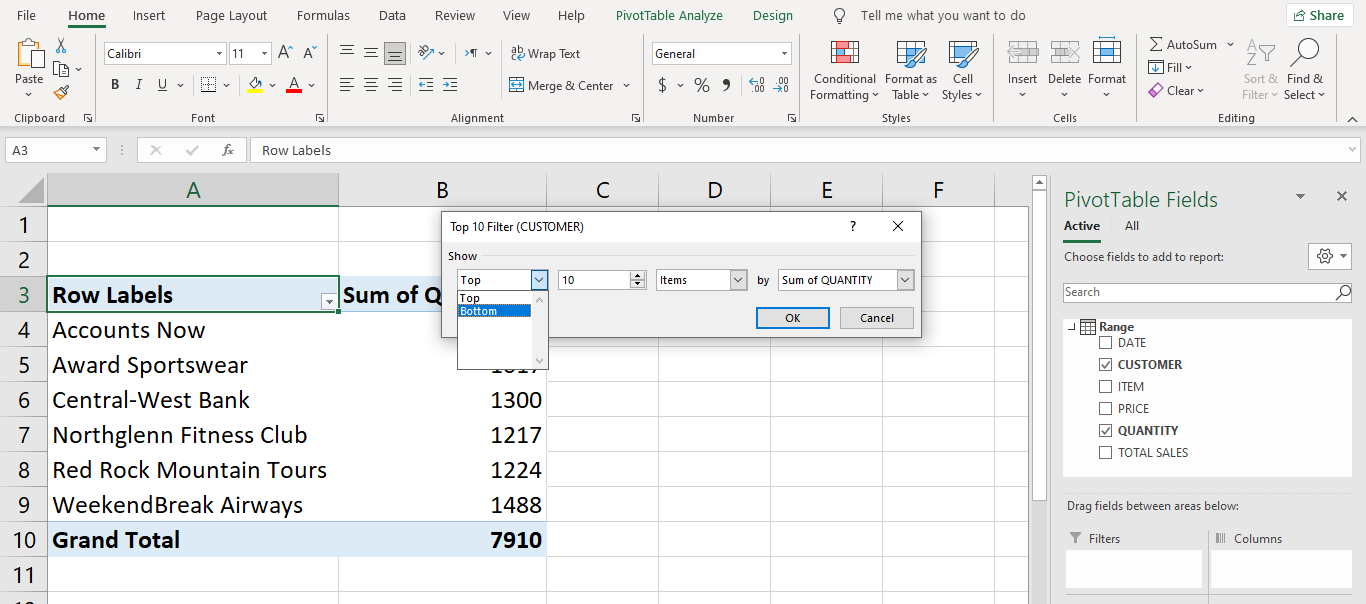 File Home Insert Page Layout Formulas Data Review View Help PivotTable Analyze Design Tell me what you want to do Share
Calibri 11 A^ A˅ Wrap Text General AutoSum
Paste B I U A Merge & Center $ % Conditional Formatting Format as Table Cell Styles Insert Delete Format Fill Clear Sort & Filter Find & Select
Clipboard Font Alignment Number Styles Cells Editing
A3 fx Row Labels
A B C D E F
1
2
3 Row Labels Sum of Q
4 Accounts Now
5 Award Sportswear
6 Central-West Bank 1300
7 Northglenn Fitness Club 1217
8 Red Rock Mountain Tours 1224
9 WeekendBreak Airways 1488
10 Grand Total 7910
11
Top 10 Filter (CUSTOMER) ?
Show
Top 10 Items by Sum of QUANTITY
Top
Bottom
OK Cancel
PivotTable Fields
Active All
Choose fields to add to report:
Search
Range
DATE
CUSTOMER
ITEM
PRICE
QUANTITY
TOTAL SALES
Drag fields between areas below:
Filters Columns